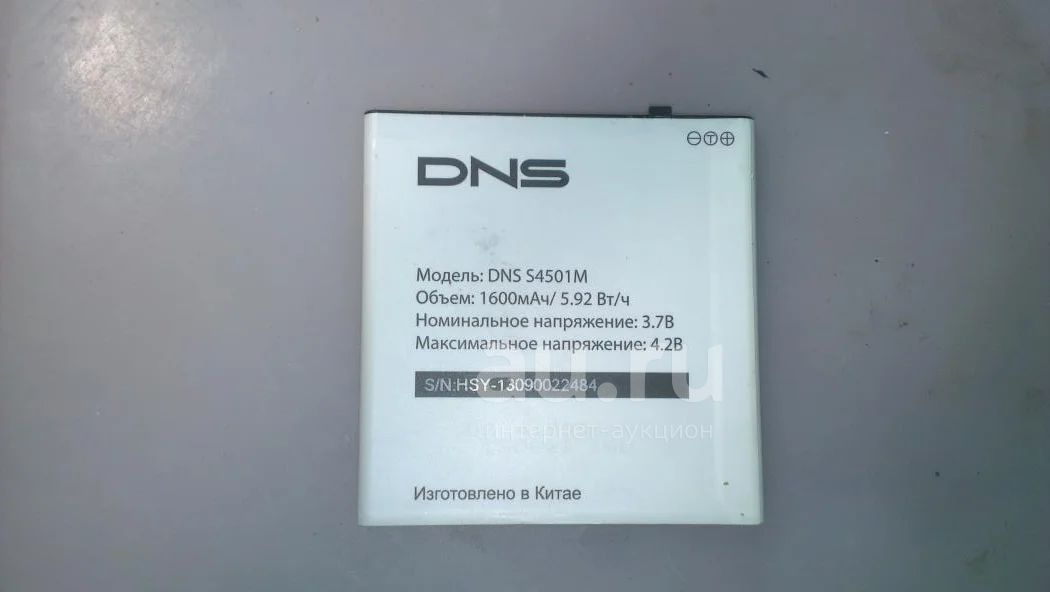 DNS
Модель: DNS S4501M
Объем: 1600мАч/ 5.92 Вт/ч
Номинальное напряжение: 3.7В
Максимальное напряжение: 4.2В
S/N:HSY-13090022484
au.ru
интернет-аукцион
Изготовлено в Китае